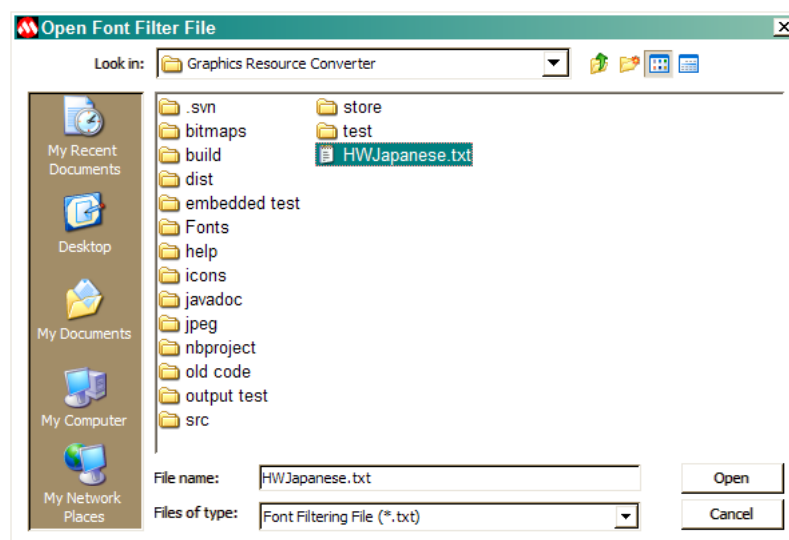 Open Font Filter File
Look in:
Graphics Resource Converter
My Recent
Documents
Desktop
My Documents
My Computer
My Network
Places
.svn
bitmaps
build
dist
embedded test
Fonts
help
icons
javadoc
jpeg
nbproject
old code
output test
src
store
test
HWJapanese.txt
File name:
HWJapanese.txt
Open
Files of type:
Font Filtering File (*.txt)
Cancel